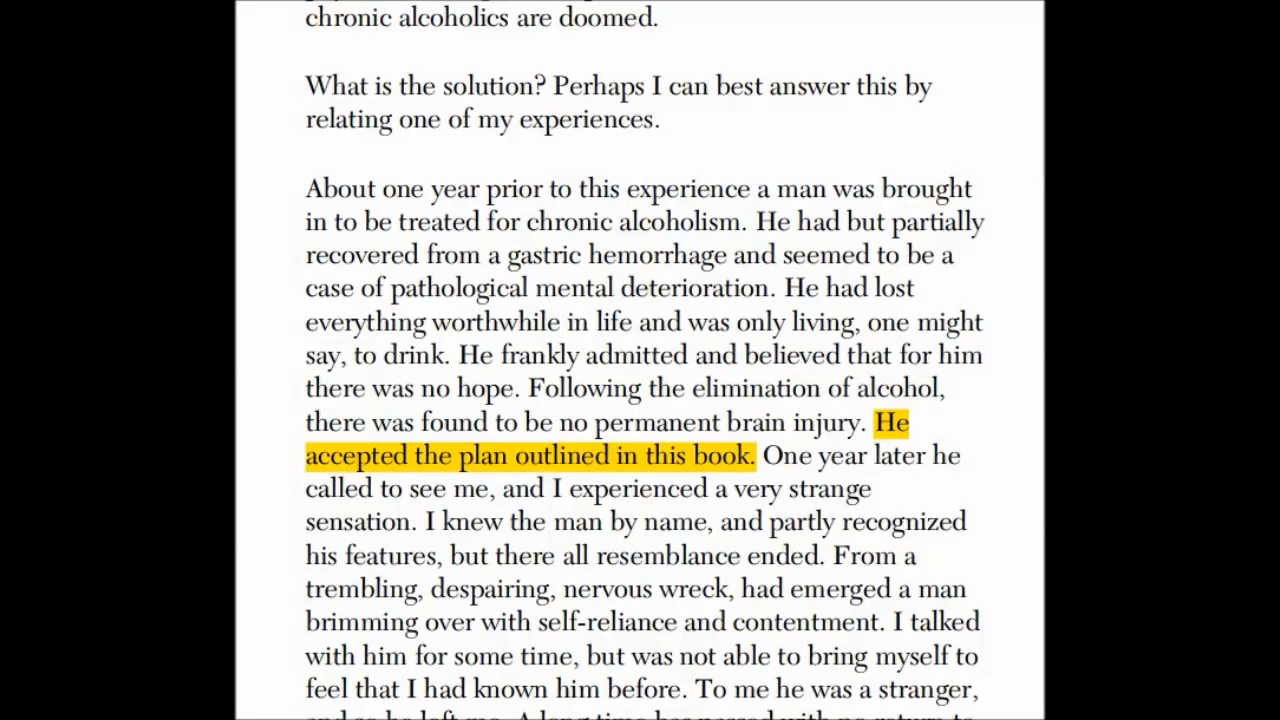 chronic alcoholics are doomed.
What is the solution? Perhaps I can best answer this by
relating one of my experiences.
About one year prior to this experience a man was brought
in to be treated for chronic alcoholism. He had but partially
recovered from a gastric hemorrhage and seemed to be a
case of pathological mental deterioration. He had lost
everything worthwhile in life and was only living, one might
say, to drink. He frankly admitted and believed that for him
there was no hope. Following the elimination of alcohol,
there was found to be no permanent brain injury. He
accepted the plan outlined in this book. One year later he
called to see me, and I experienced a very strange
sensation. I knew the man by name, and partly recognized
his features, but there all resemblance ended. From a
trembling, despairing, nervous wreck, had emerged a man
brimming over with self-reliance and contentment. I talked
with him for some time, but was not able to bring myself to
feel that I had known him before. To me he was a stranger,